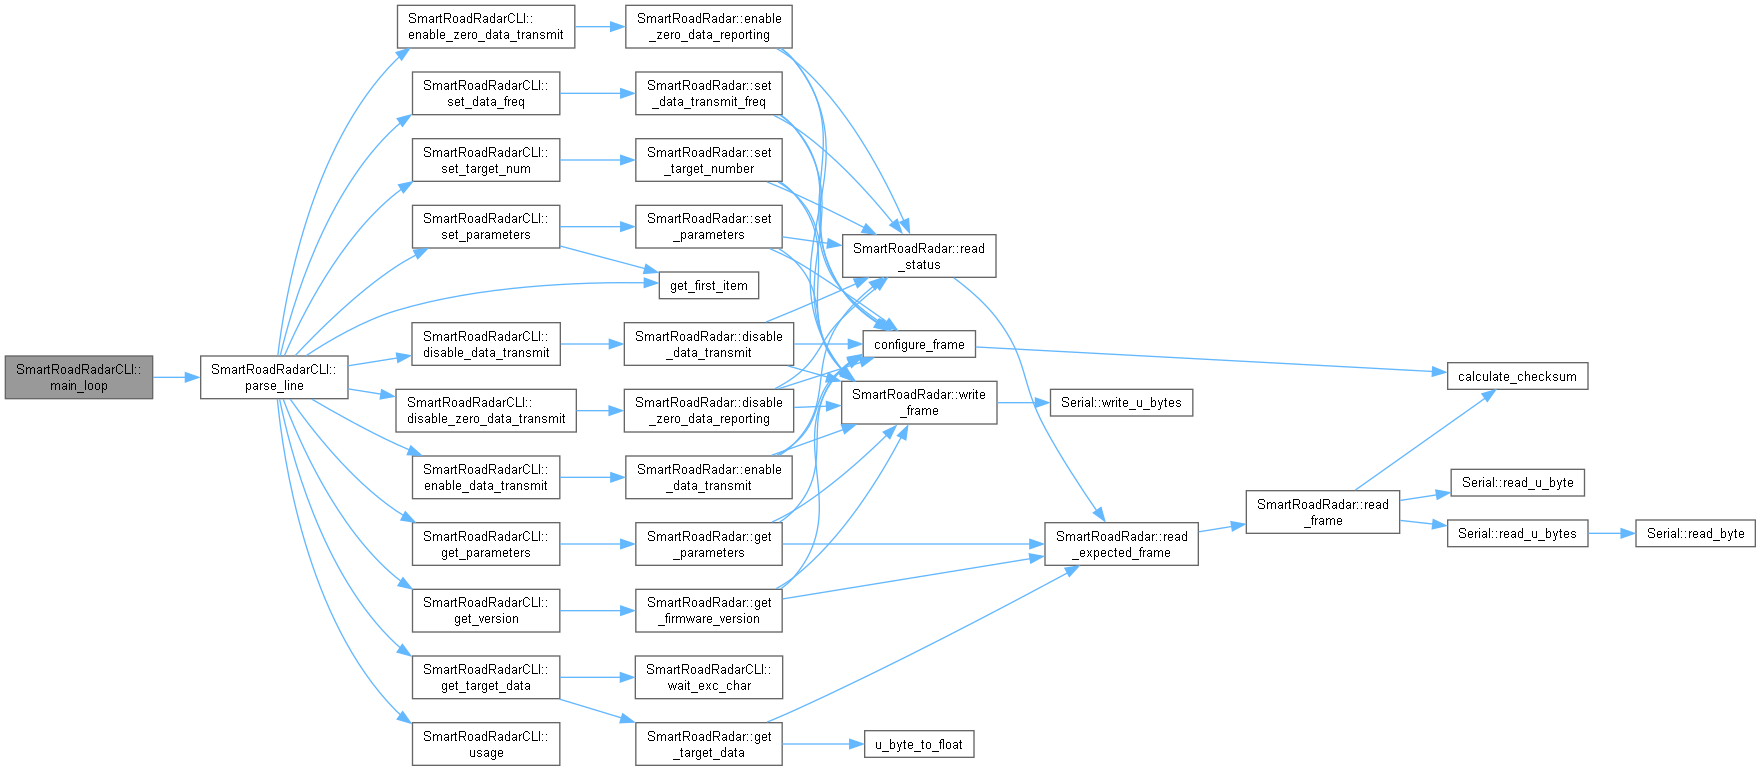 SmartRoadRadarCLI::
main_loop
SmartRoadRadarCLI::
parse_line
SmartRoadRadarCLI::
enable_zero_data_transmit
SmartRoadRadarCLI::
set_data_freq
SmartRoadRadarCLI::
set_target_num
SmartRoadRadarCLI::
set_parameters
SmartRoadRadarCLI::
disable_data_transmit
SmartRoadRadarCLI::
disable_zero_data_transmit
SmartRoadRadarCLI::
enable_data_transmit
SmartRoadRadarCLI::
get_parameters
SmartRoadRadarCLI::
get_version
SmartRoadRadarCLI::
get_target_data
SmartRoadRadarCLI::
usage
SmartRoadRadar::enable
_zero_data_reporting
SmartRoadRadar::set
_data_transmit_freq
SmartRoadRadar::set
_target_number
SmartRoadRadar::set
_parameters
get_first_item
SmartRoadRadar::disable
_data_transmit
SmartRoadRadar::disable
_zero_data_reporting
SmartRoadRadar::enable
_data_transmit
SmartRoadRadar::get
_parameters
SmartRoadRadar::get
_firmware_version
SmartRoadRadarCLI::
wait_exc_char
SmartRoadRadar::get
_target_data
SmartRoadRadar::read
_status
configure_frame
SmartRoadRadar::write
_frame
u_byte_to_float
Serial::write_u_bytes
SmartRoadRadar::read
_expected_frame
SmartRoadRadar::read
_frame
calculate_checksum
Serial::read_u_byte
Serial::read_u_bytes
Serial::read_byte